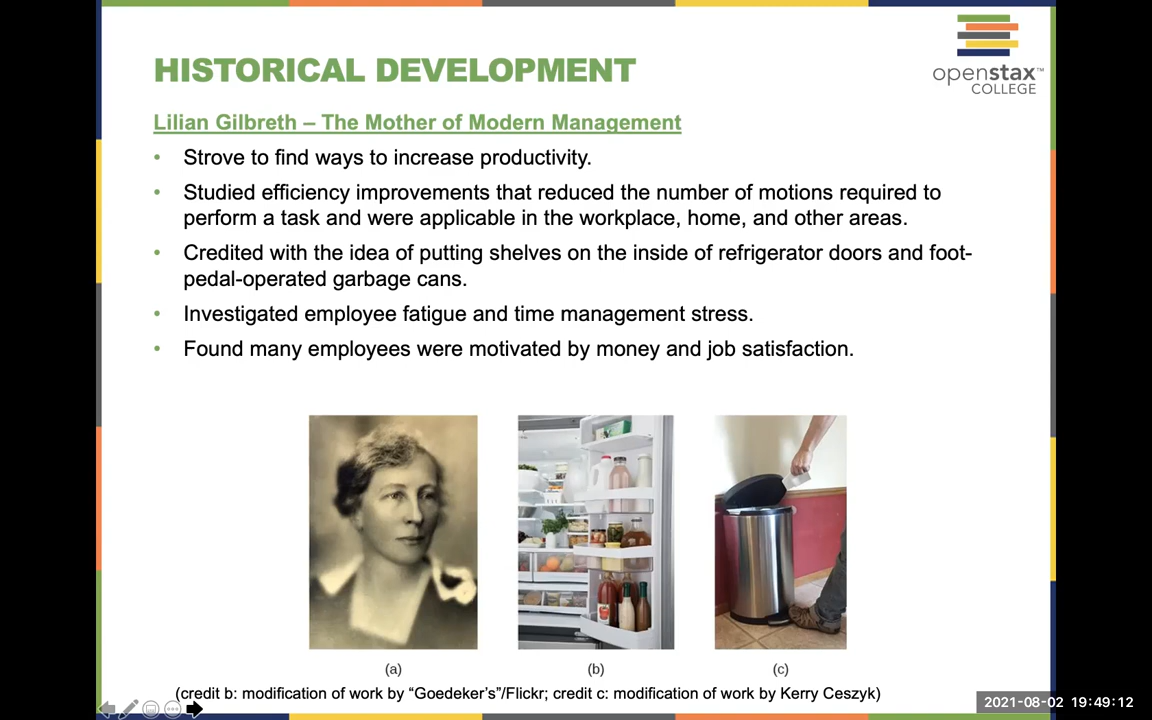 HISTORICAL DEVELOPMENT
openstax™
COLLEGE
Lilian Gilbreth – The Mother of Modern Management
• Strove to find ways to increase productivity.
• Studied efficiency improvements that reduced the number of motions required to
perform a task and were applicable in the workplace, home, and other areas.
• Credited with the idea of putting shelves on the inside of refrigerator doors and foot-
pedal-operated garbage cans.
• Investigated employee fatigue and time management stress.
• Found many employees were motivated by money and job satisfaction.
(a) (b) (c)
(credit b: modification of work by “Goedeker’s”/Flickr; credit c: modification of work by Kerry Ceszyk)
2021-08-02 19:49:12